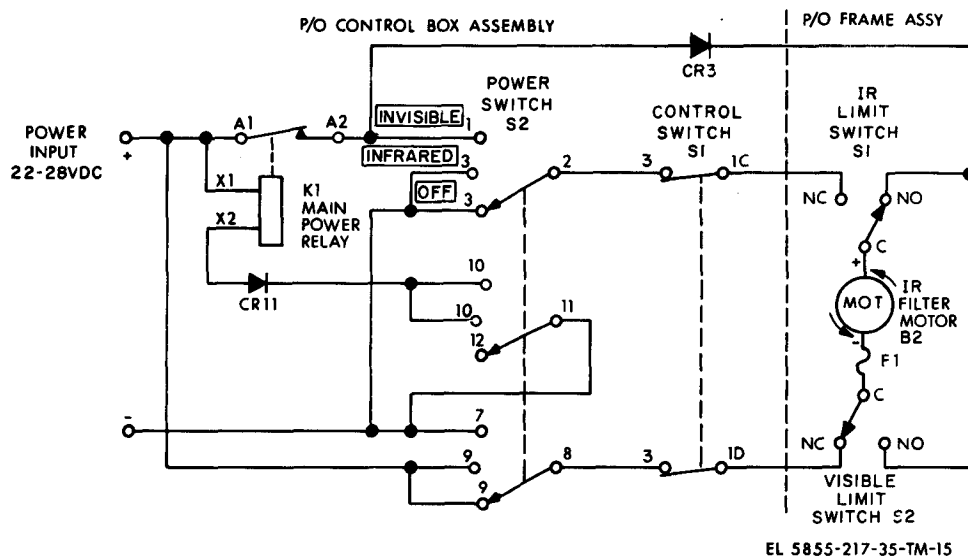 P/O CONTROL BOX ASSEMBLY
P/O FRAME ASSY
CR3
POWER
SWITCH
S2
CONTROL
SWITCH
S1
IR
LIMIT
SWITCH
S1
POWER
INPUT
22-28VDC
+
A1
A2
INVISIBLE
1
INFRARED
3
OFF
3
2
3
1C
NC
NO
X1
X2
K1
MAIN
POWER
RELAY
C
+
MOT
IR
FILTER
MOTOR
B2
-
F1
CR11
10
10
11
12
C
-
7
NC
NO
9
9
8
3
1D
VISIBLE
LIMIT
SWITCH S2
EL 5855-217-35-TM-15